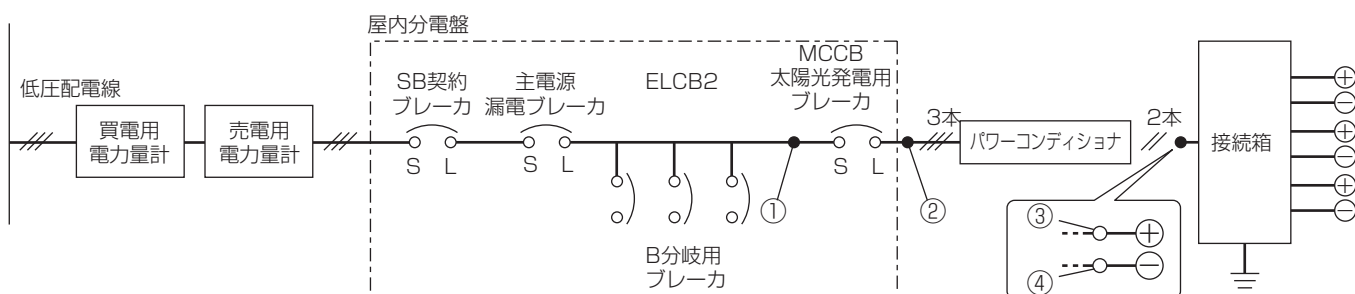 屋内分電盤
低圧配電線
買電用
電力量計
売電用
電力量計
SB契約
ブレーカ
S L
主電源
漏電ブレーカ
S L
ELCB2
B分岐用
ブレーカ
①
MCCB
太陽光発電用
ブレーカ
S L
②
3本
パワーコンディショナ
2本
③
＋
④
－
接続箱
＋
－
＋
－
＋
－